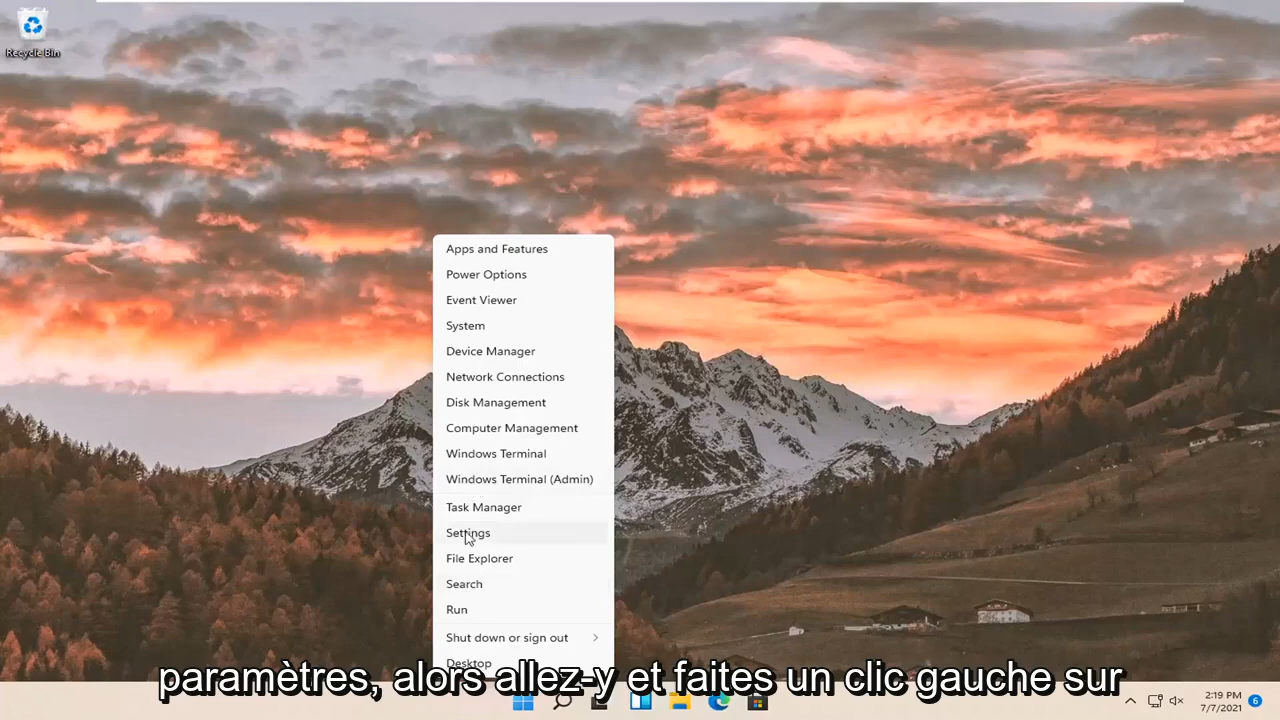 Recycle Bin
Apps and Features
Power Options
Event Viewer
System
Device Manager
Network Connections
Disk Management
Computer Management
Windows Terminal
Windows Terminal (Admin)
Task Manager
Settings
File Explorer
Search
Run
Shut down or sign out
Desktop
paramètres, alors allez-y et faites un clic gauche sur
2:19 PM
7/7/2021
6